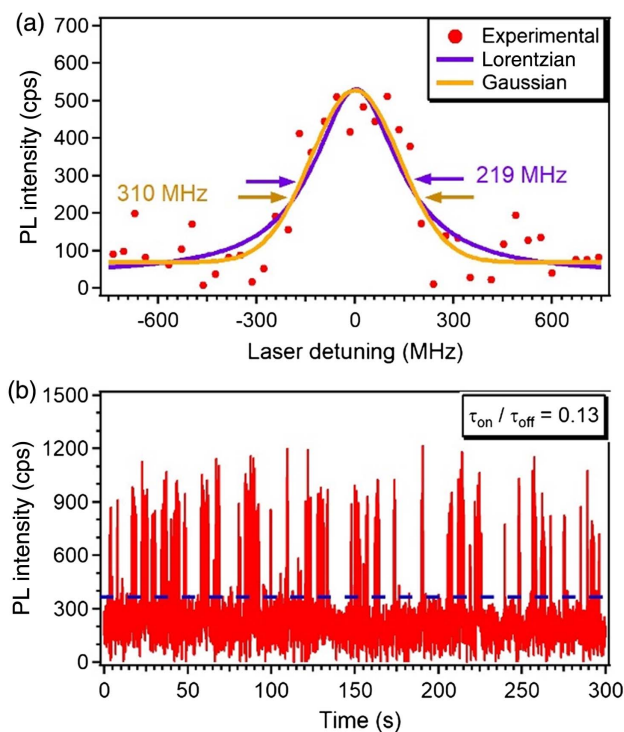 (a)
700
600
500
400
300
200
100
0
PL intensity (cps)
Experimental
Lorentzian
Gaussian
310 MHz
219 MHz
-600
-300
0
300
600
Laser detuning (MHz)
(b)
1500
1200
900
600
300
0
PL intensity (cps)
τon / τoff = 0.13
0
50
100
150
200
250
300
Time (s)